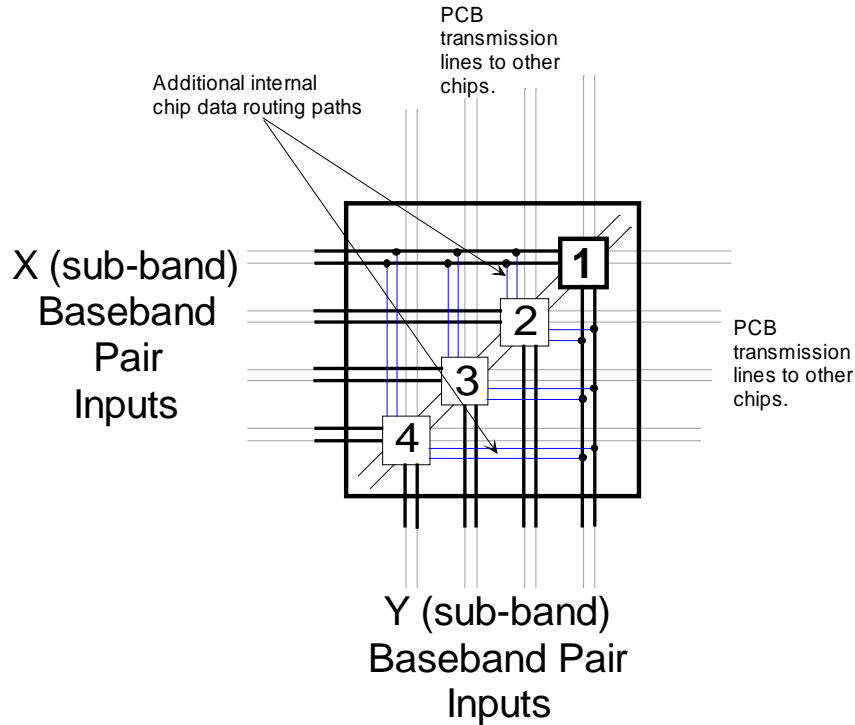 PCB
transmission
lines to other
chips.
Additional internal
chip data routing paths
X (sub-band)
Baseband
Pair
Inputs
1
2
3
4
PCB
transmission
lines to other
chips.
Y (sub-band)
Baseband Pair
Inputs